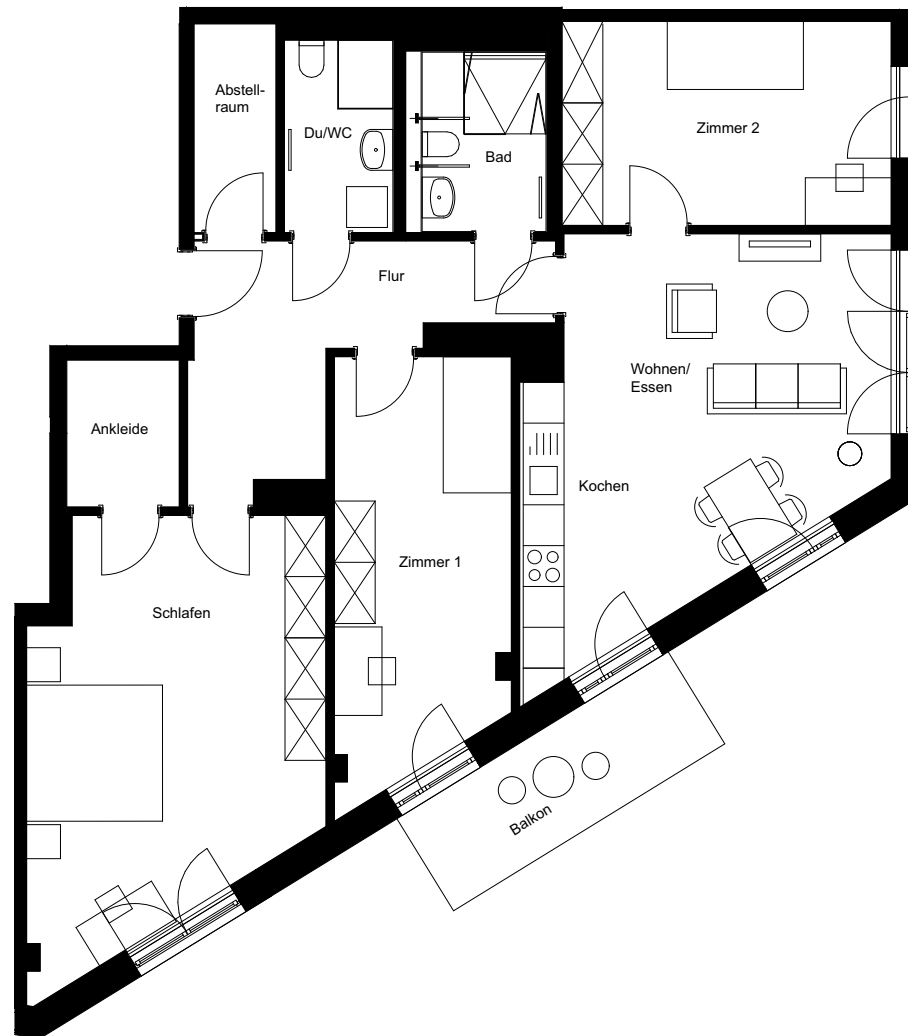 Abstell-
raum
Du/WC
Bad
Zimmer 2
Flur
Wohnen/
Essen
Ankleide
Kochen
Zimmer 1
Schlafen
Balkon